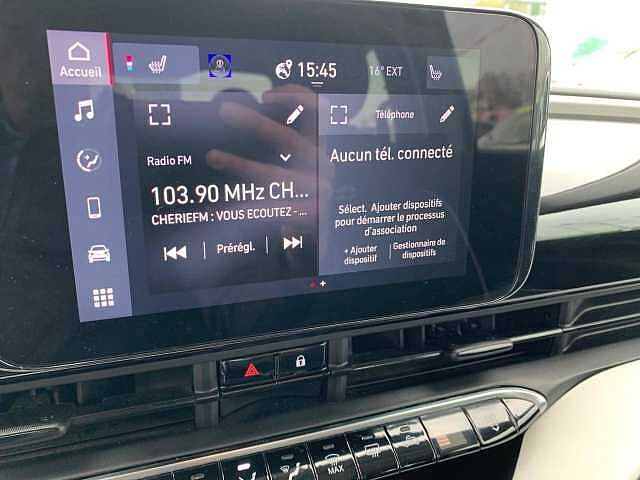 Accueil
15:45
16° EXT
Radio FM
103.90 MHz CH...
CHERIEFM : VOUS ECOUTEZ - ...
Prérégl.
Téléphone
Aucun tél. connecté
Sélect. Ajouter dispositifs
pour démarrer le processus
d'association
+ Ajouter
dispositif
Gestionnaire de
dispositifs
MAX